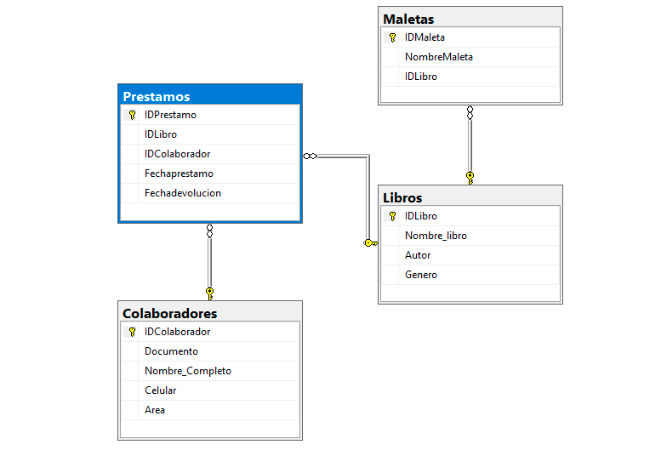 Maletas
IDMaleta
NombreMaleta
IDLibro
Prestamos
IDPrestamo
IDLibro
IDColaborador
Fechaprestamo
Fechadevolucion
Libros
IDLibro
Nombre_libro
Autor
Genero
Colaboradores
IDColaborador
Documento
Nombre_Completo
Celular
Area